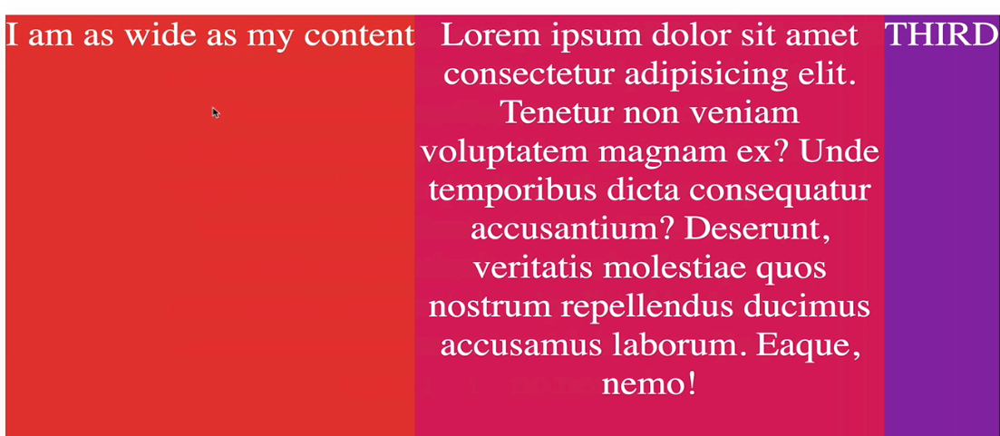 I am as wide as my content
Lorem ipsum dolor sit amet
consectetur adipisicing elit.
Tenetur non veniam
voluptatem magnam ex? Unde
temporibus dicta consequatur
accusantium? Deserunt,
veritatis molestiae quos
nostrum repellendus ducimus
accusamus laborum. Eaque,
nemo!
THIRD